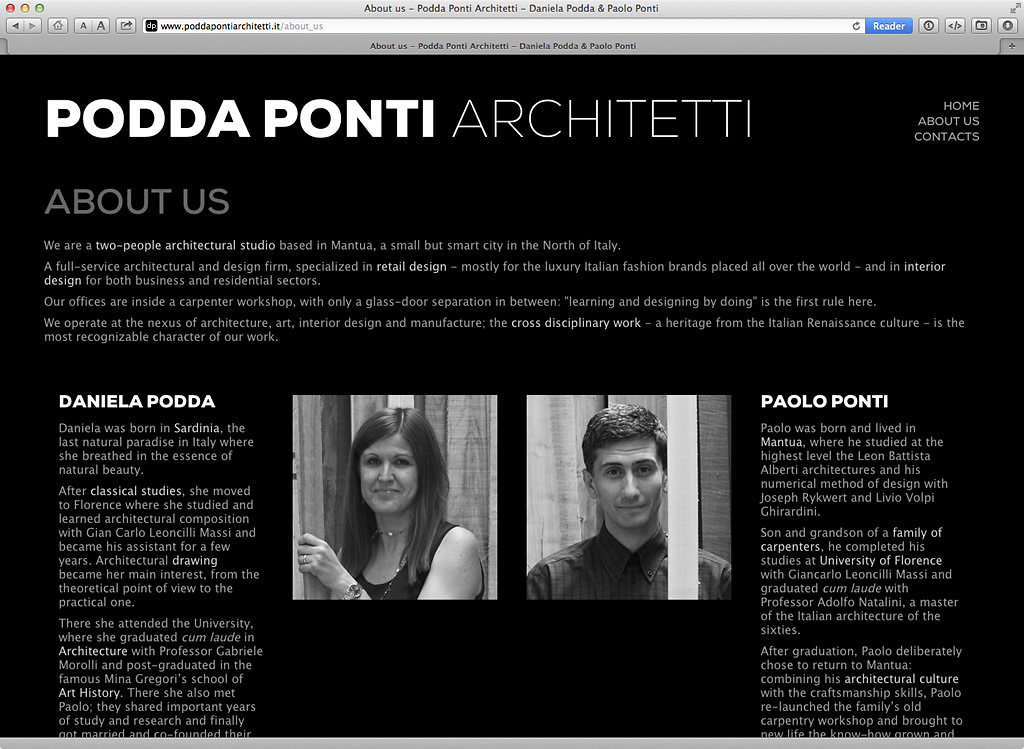 About us – Podda Ponti Architetti – Daniela Podda & Paolo Ponti
A A dp www.poddapontiarchitetti.it/about_us Reader
About us – Podda Ponti Architetti – Daniela Podda & Paolo Ponti
PODDA PONTI ARCHITETTI
HOME
ABOUT US
CONTACTS
ABOUT US
We are a two-people architectural studio based in Mantua, a small but smart city in the North of Italy.
A full-service architectural and design firm, specialized in retail design – mostly for the luxury Italian fashion brands placed all over the world – and in interior
design for both business and residential sectors.
Our offices are inside a carpenter workshop, with only a glass-door separation in between: "learning and designing by doing" is the first rule here.
We operate at the nexus of architecture, art, interior design and manufacture; the cross disciplinary work – a heritage from the Italian Renaissance culture – is the
most recognizable character of our work.
DANIELA PODDA
Daniela was born in Sardinia, the
last natural paradise in Italy where
she breathed in the essence of
natural beauty.
After classical studies, she moved
to Florence where she studied and
learned architectural composition
with Gian Carlo Leoncilli Massi and
became his assistant for a few
years. Architectural drawing
became her main interest, from the
theoretical point of view to the
practical one.
There she attended the University,
where she graduated cum laude in
Architecture with Professor Gabriele
Morolli and post-graduated in the
famous Mina Gregori's school of
Art History. There she also met
Paolo; they shared important years
of study and research and finally
got married and co-founded their
PAOLO PONTI
Paolo was born and lived in
Mantua, where he studied at the
highest level the Leon Battista
Alberti architectures and his
numerical method of design with
Joseph Rykwert and Livio Volpi
Ghirardini.
Son and grandson of a family of
carpenters, he completed his
studies at University of Florence
with Giancarlo Leoncilli Massi and
graduated cum laude with
Professor Adolfo Natalini, a master
of the Italian architecture of the
sixties.
After graduation, Paolo deliberately
chose to return to Mantua:
combining his architectural culture
with the craftsmanship skills, Paolo
re-launched the family's old
carpentry workshop and brought to
new life the know-how grown and